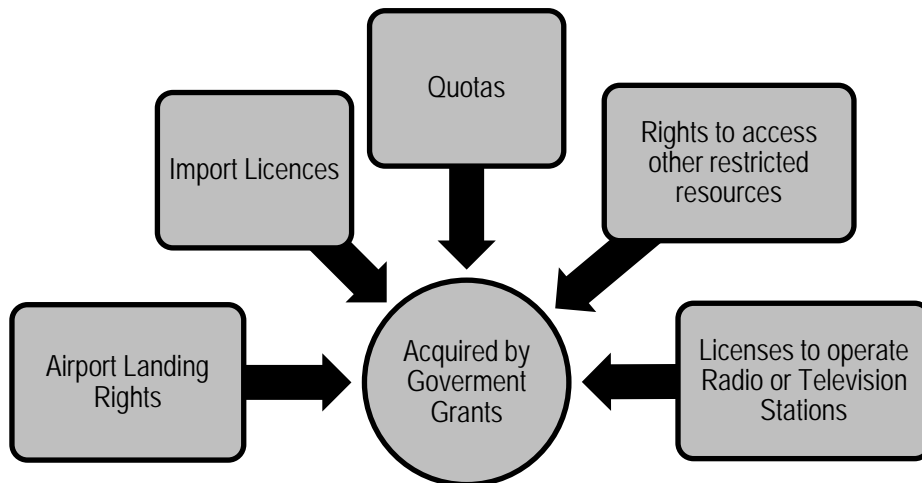 Quotas
Import Licences
Rights to access
other restricted
resources
Airport Landing
Rights
Acquired by
Goverment
Grants
Licenses to operate
Radio or Television
Stations